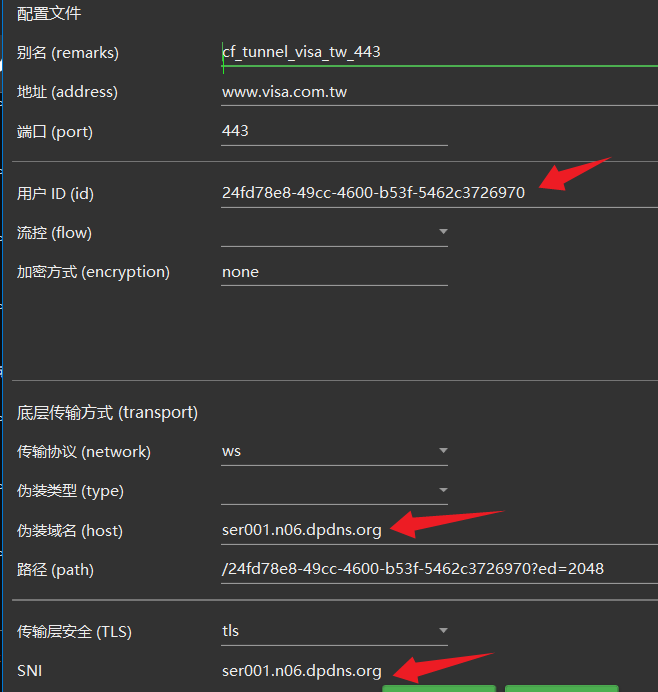 配置文件
别名 (remarks) cf_tunnel_visa_tw_443
地址 (address) www.visa.com.tw
端口 (port) 443
用户 ID (id) 24fd78e8-49cc-4600-b53f-5462c3726970
流控 (flow)
加密方式 (encryption) none
底层传输方式 (transport)
传输协议 (network) ws
伪装类型 (type)
伪装域名 (host) ser001.n06.dpdns.org
路径 (path) /24fd78e8-49cc-4600-b53f-5462c3726970?ed=2048
传输层安全 (TLS) tls
SNI ser001.n06.dpdns.org